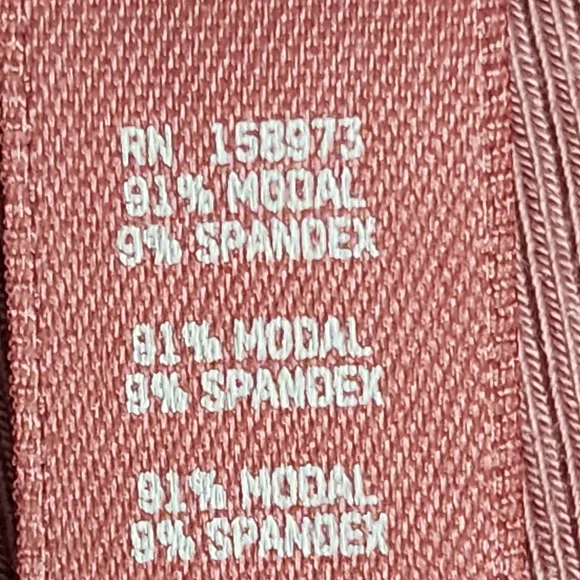 RN 158973
91% MODAL
9% SPANDEX
91% MODAL
9% SPANDEX
91% MODAL
9% SPANDEX